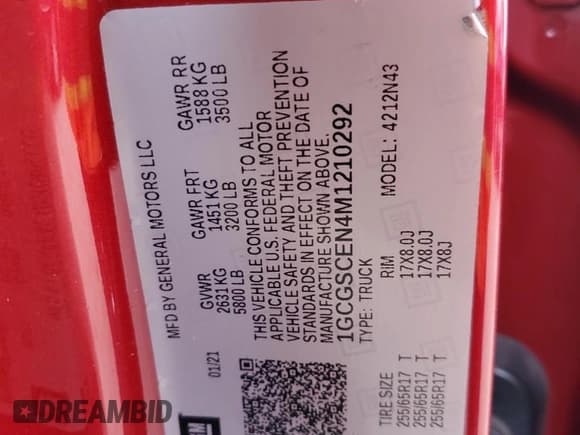 MFD BY GENERAL MOTORS LLC
01/21
GVWR
2631 KG
5800 LB
GAWR FRT
1451 KG
3200 LB
GAWR RR
1588 KG
3500 LB
THIS VEHICLE CONFORMS TO ALL
APPLICABLE U.S. FEDERAL MOTOR
VEHICLE SAFETY AND THEFT PREVENTION
STANDARDS IN EFFECT ON THE DATE OF
MANUFACTURE SHOWN ABOVE.
1GCGSCEN4M1210292
TYPE: TRUCK
MODEL: 4212N43
TIRE SIZE RIM
255/65R17 T 17X8.0J
255/65R17 T 17X8.0J
255/65R17 T 17X8J
GM
DREAMBID